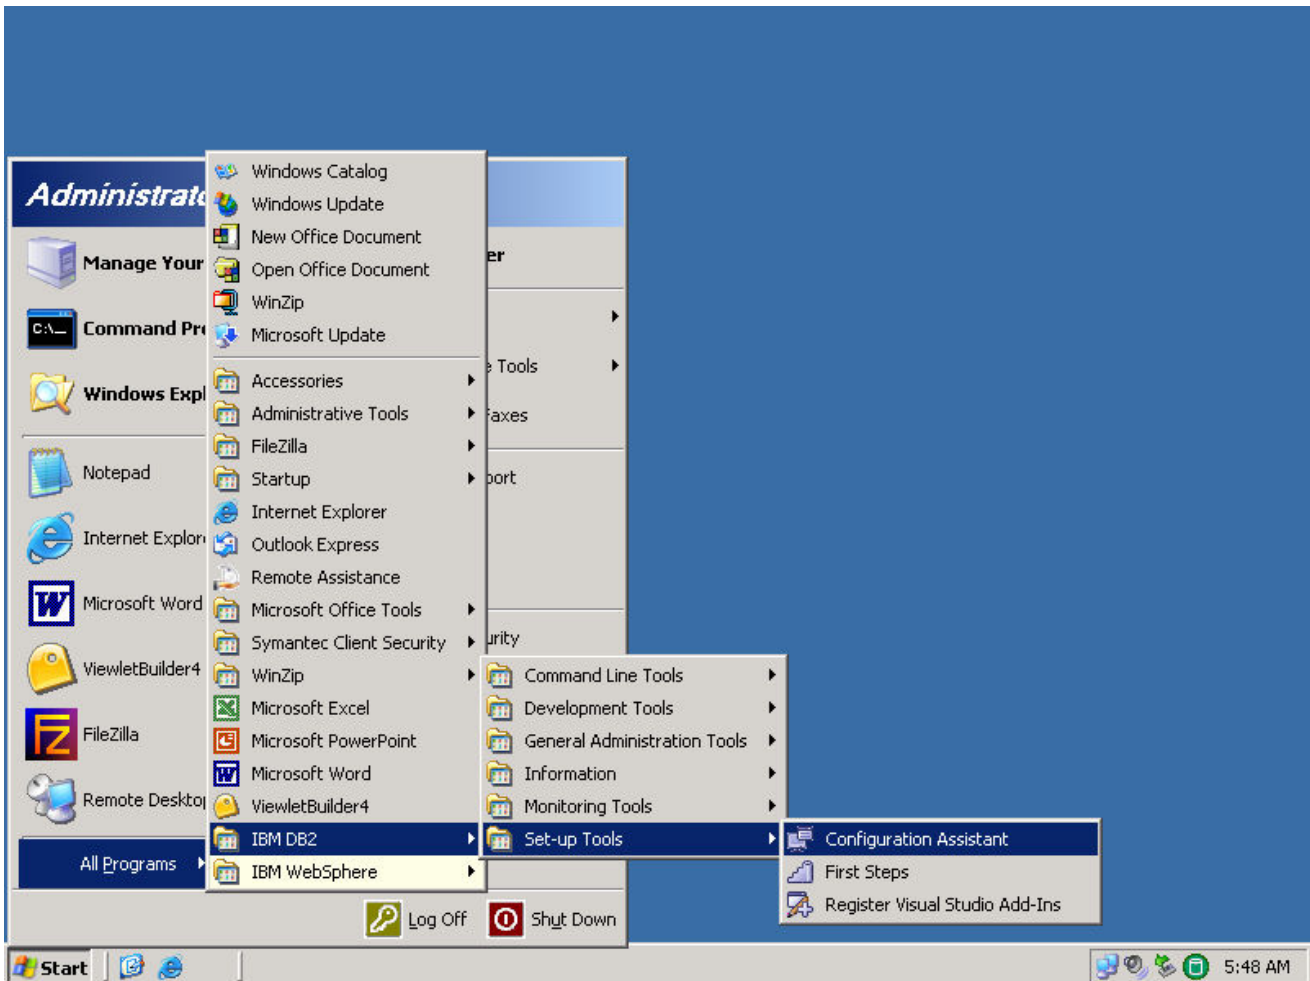 Administrato
Manage Your
Command Pro
Windows Expl
Notepad
Internet Explor
Microsoft Word
ViewletBuilder4
FileZilla
Remote Deskto
All Programs
Windows Catalog
Windows Update
New Office Document
Open Office Document
WinZip
Microsoft Update
Accessories
Administrative Tools
FileZilla
Startup
Internet Explorer
Outlook Express
Remote Assistance
Microsoft Office Tools
Symantec Client Security
WinZip
Microsoft Excel
Microsoft PowerPoint
Microsoft Word
ViewletBuilder4
IBM DB2
IBM WebSphere
er
Tools
Faxes
port
urity
Command Line Tools
Development Tools
General Administration Tools
Information
Monitoring Tools
Set-up Tools
Configuration Assistant
First Steps
Register Visual Studio Add-Ins
Log Off
Shut Down
Start
5:48 AM